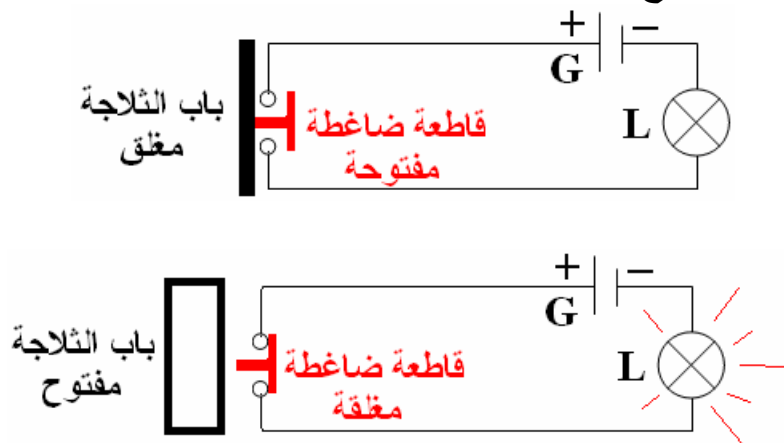 + −
G
باب الثلاجة
مغلق
قاطعة ضاغطة
مفتوحة
L
+ −
G
باب الثلاجة
مفتوح
قاطعة ضاغطة
مغلقة
L